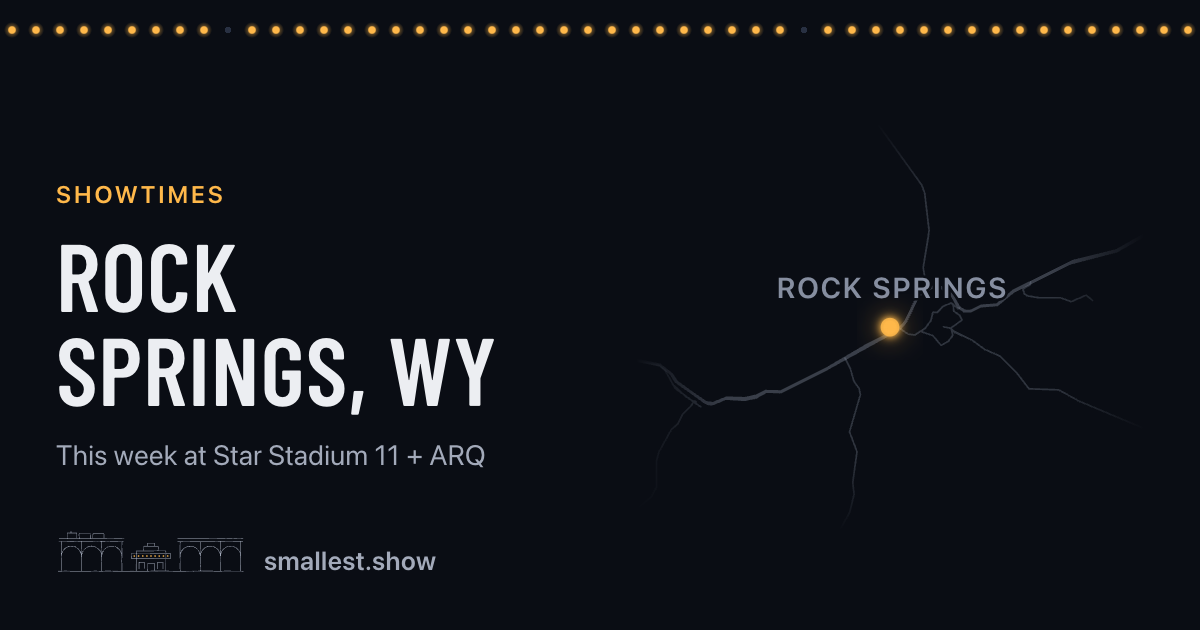 SHOWTIMES
ROCK
SPRINGS, WY
This week at Star Stadium 11 + ARQ
smallest.show
ROCK SPRINGS